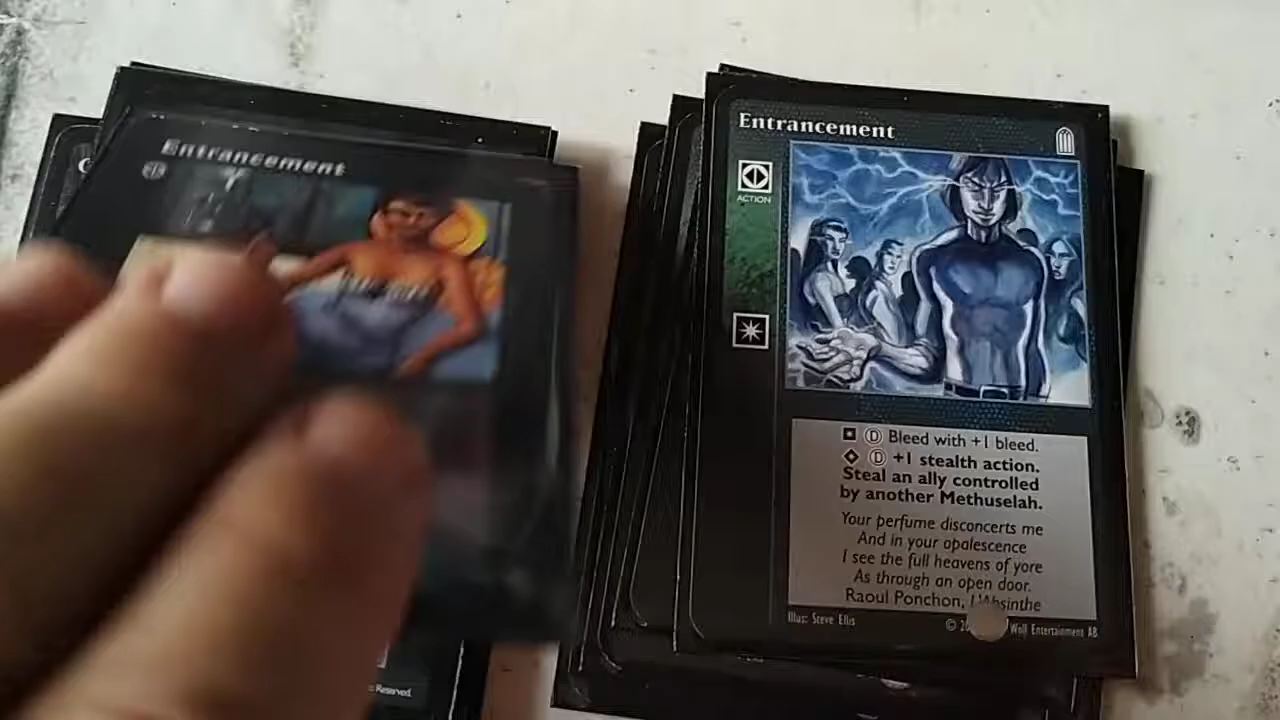 Entrancement
Entrancement
ACTION
D Bleed with +1 bleed.
D +1 stealth action.
Steal an ally controlled
by another Methuselah.
Your perfume disconcerts me
And in your opalescence
I see the full heavens of yore
As through an open door.
Raoul Ponchon, L'Absinthe
Illus: Steve Ellis
© Wolf Entertainment AB
Reserved.